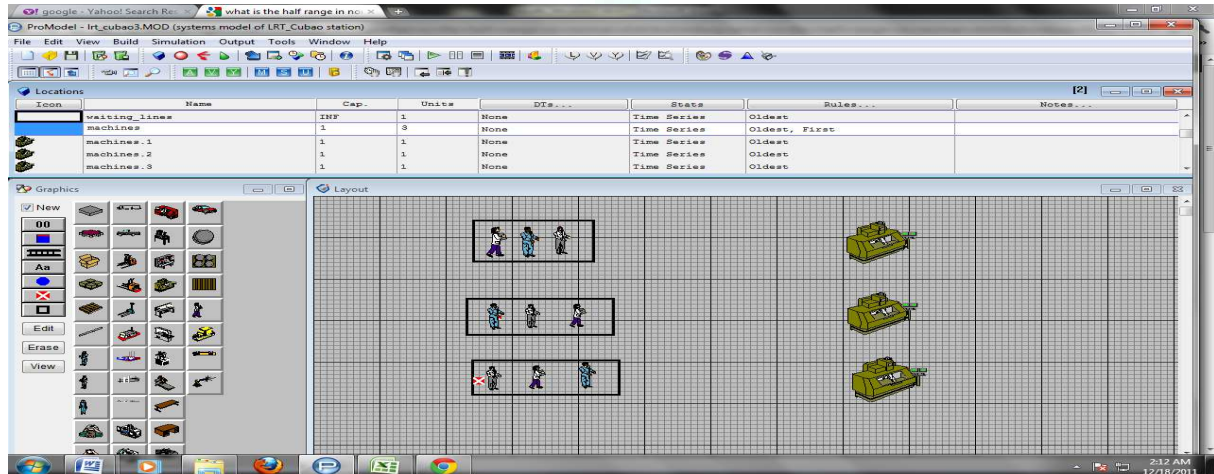 google - Yahoo! Search Re
what is the half range in no
ProModel - lrt_cubao3.MOD (systems model of LRT_Cubao station)
File Edit View Build Simulation Output Tools Window Help
Locations [2]
Icon Name Cap. Units DTs... Stats Rules... Notes...
waiting_lines INF 1 None Time Series Oldest
machines 1 3 None Time Series Oldest, First
machines.1 1 1 None Time Series Oldest
machines.2 1 1 None Time Series Oldest
machines.3 1 1 None Time Series Oldest
Graphics
Layout
New
00
Aa
Edit
Erase
View
2:12 AM
12/18/2011